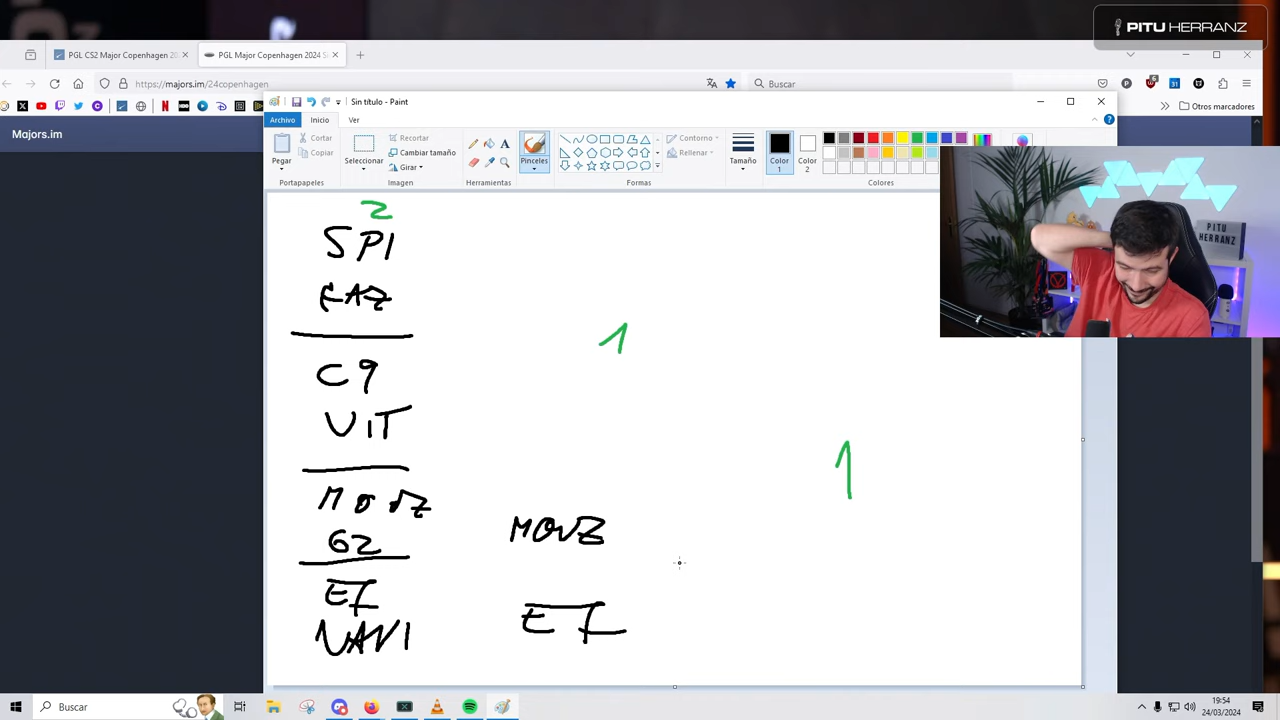 PITU HERRANZ
PGL CS2 Major Copenhagen 20
PGL Major Copenhagen 2024 S
https://majors.im/24copenhagen
Buscar
Otros marcadores
Majors.im
Sin título - Paint
Archivo Inicio Ver
Pegar
Cortar
Copiar
Portapapeles
Seleccionar
Recortar
Cambiar tamaño
Girar
Imagen
Herramientas
Pinceles
Contorno
Rellenar
Formas
Tamaño
Color 1
Color 2
Colores
PITU
HERRANZ
2
SPI
FAZ
1
C9
VIT
1
MOUZ
G2
MOUZ
EF
NAVI
EF
Buscar
19:54
24/03/2024